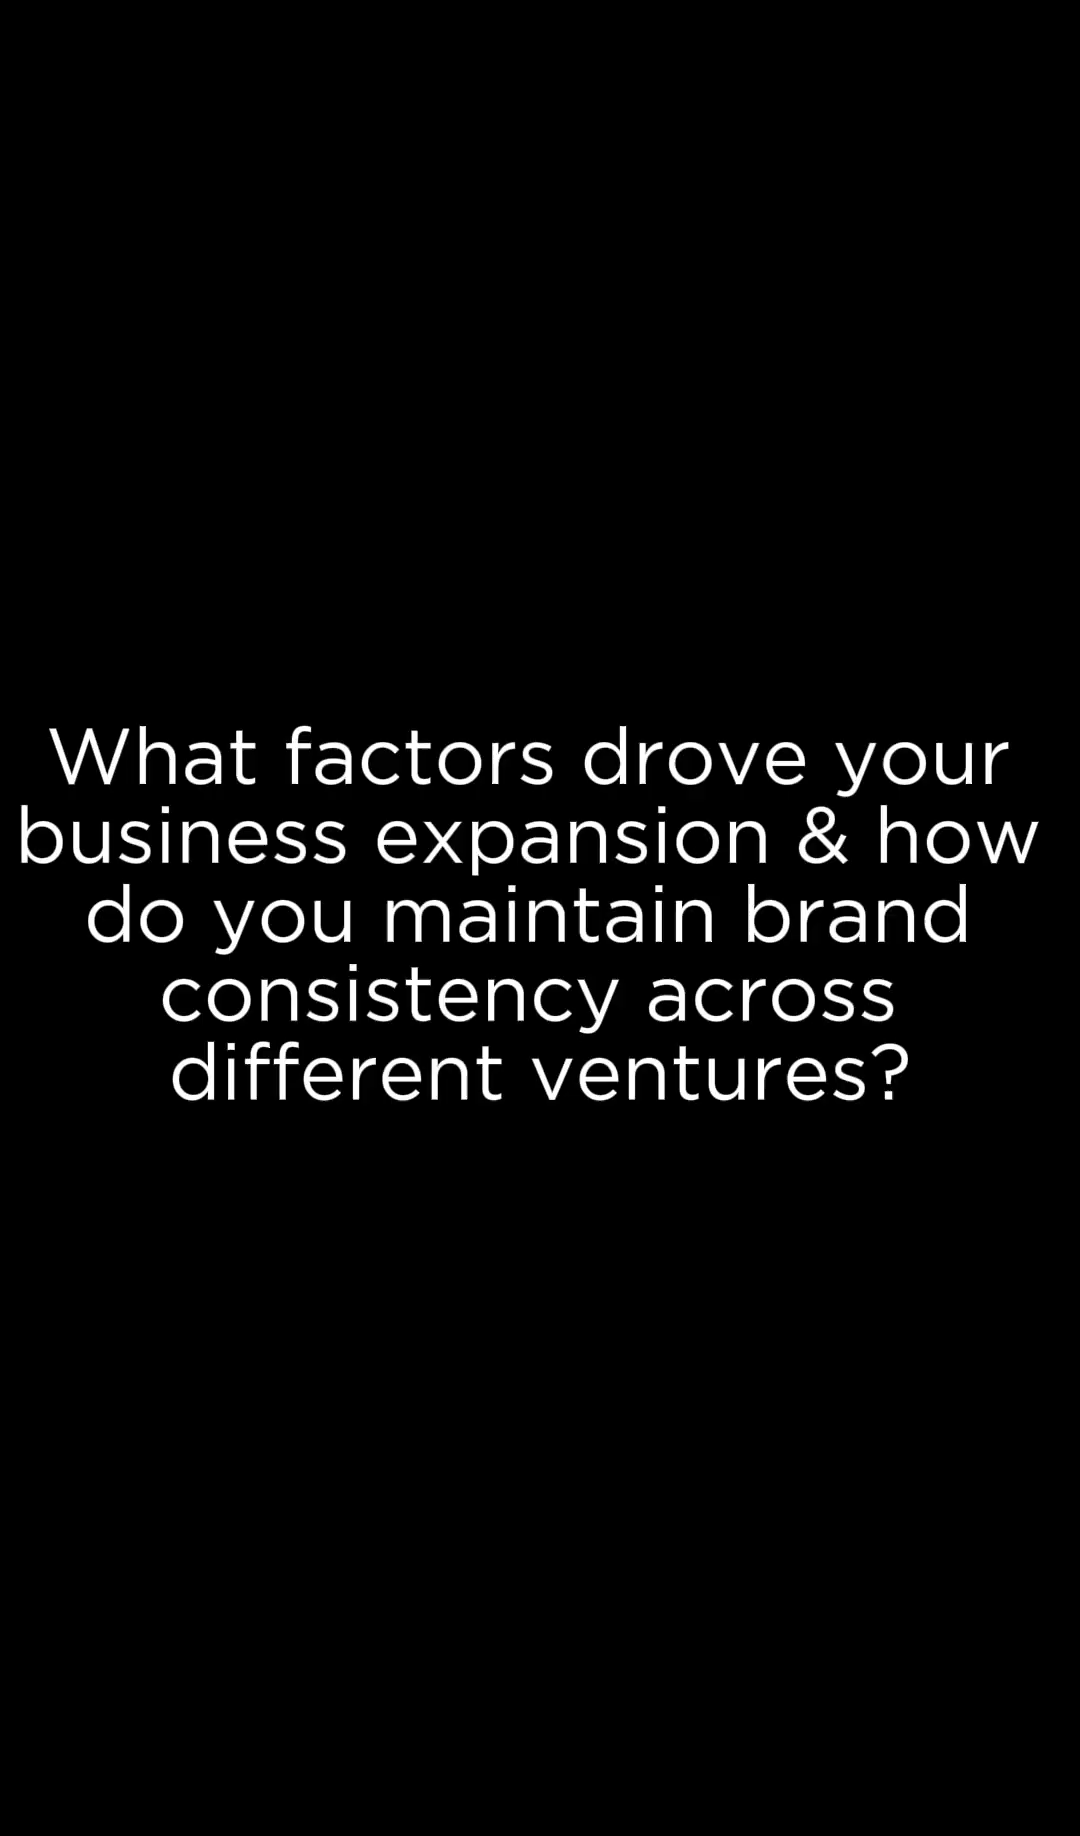 What factors drove your
business expansion & how
do you maintain brand
consistency across
different ventures?